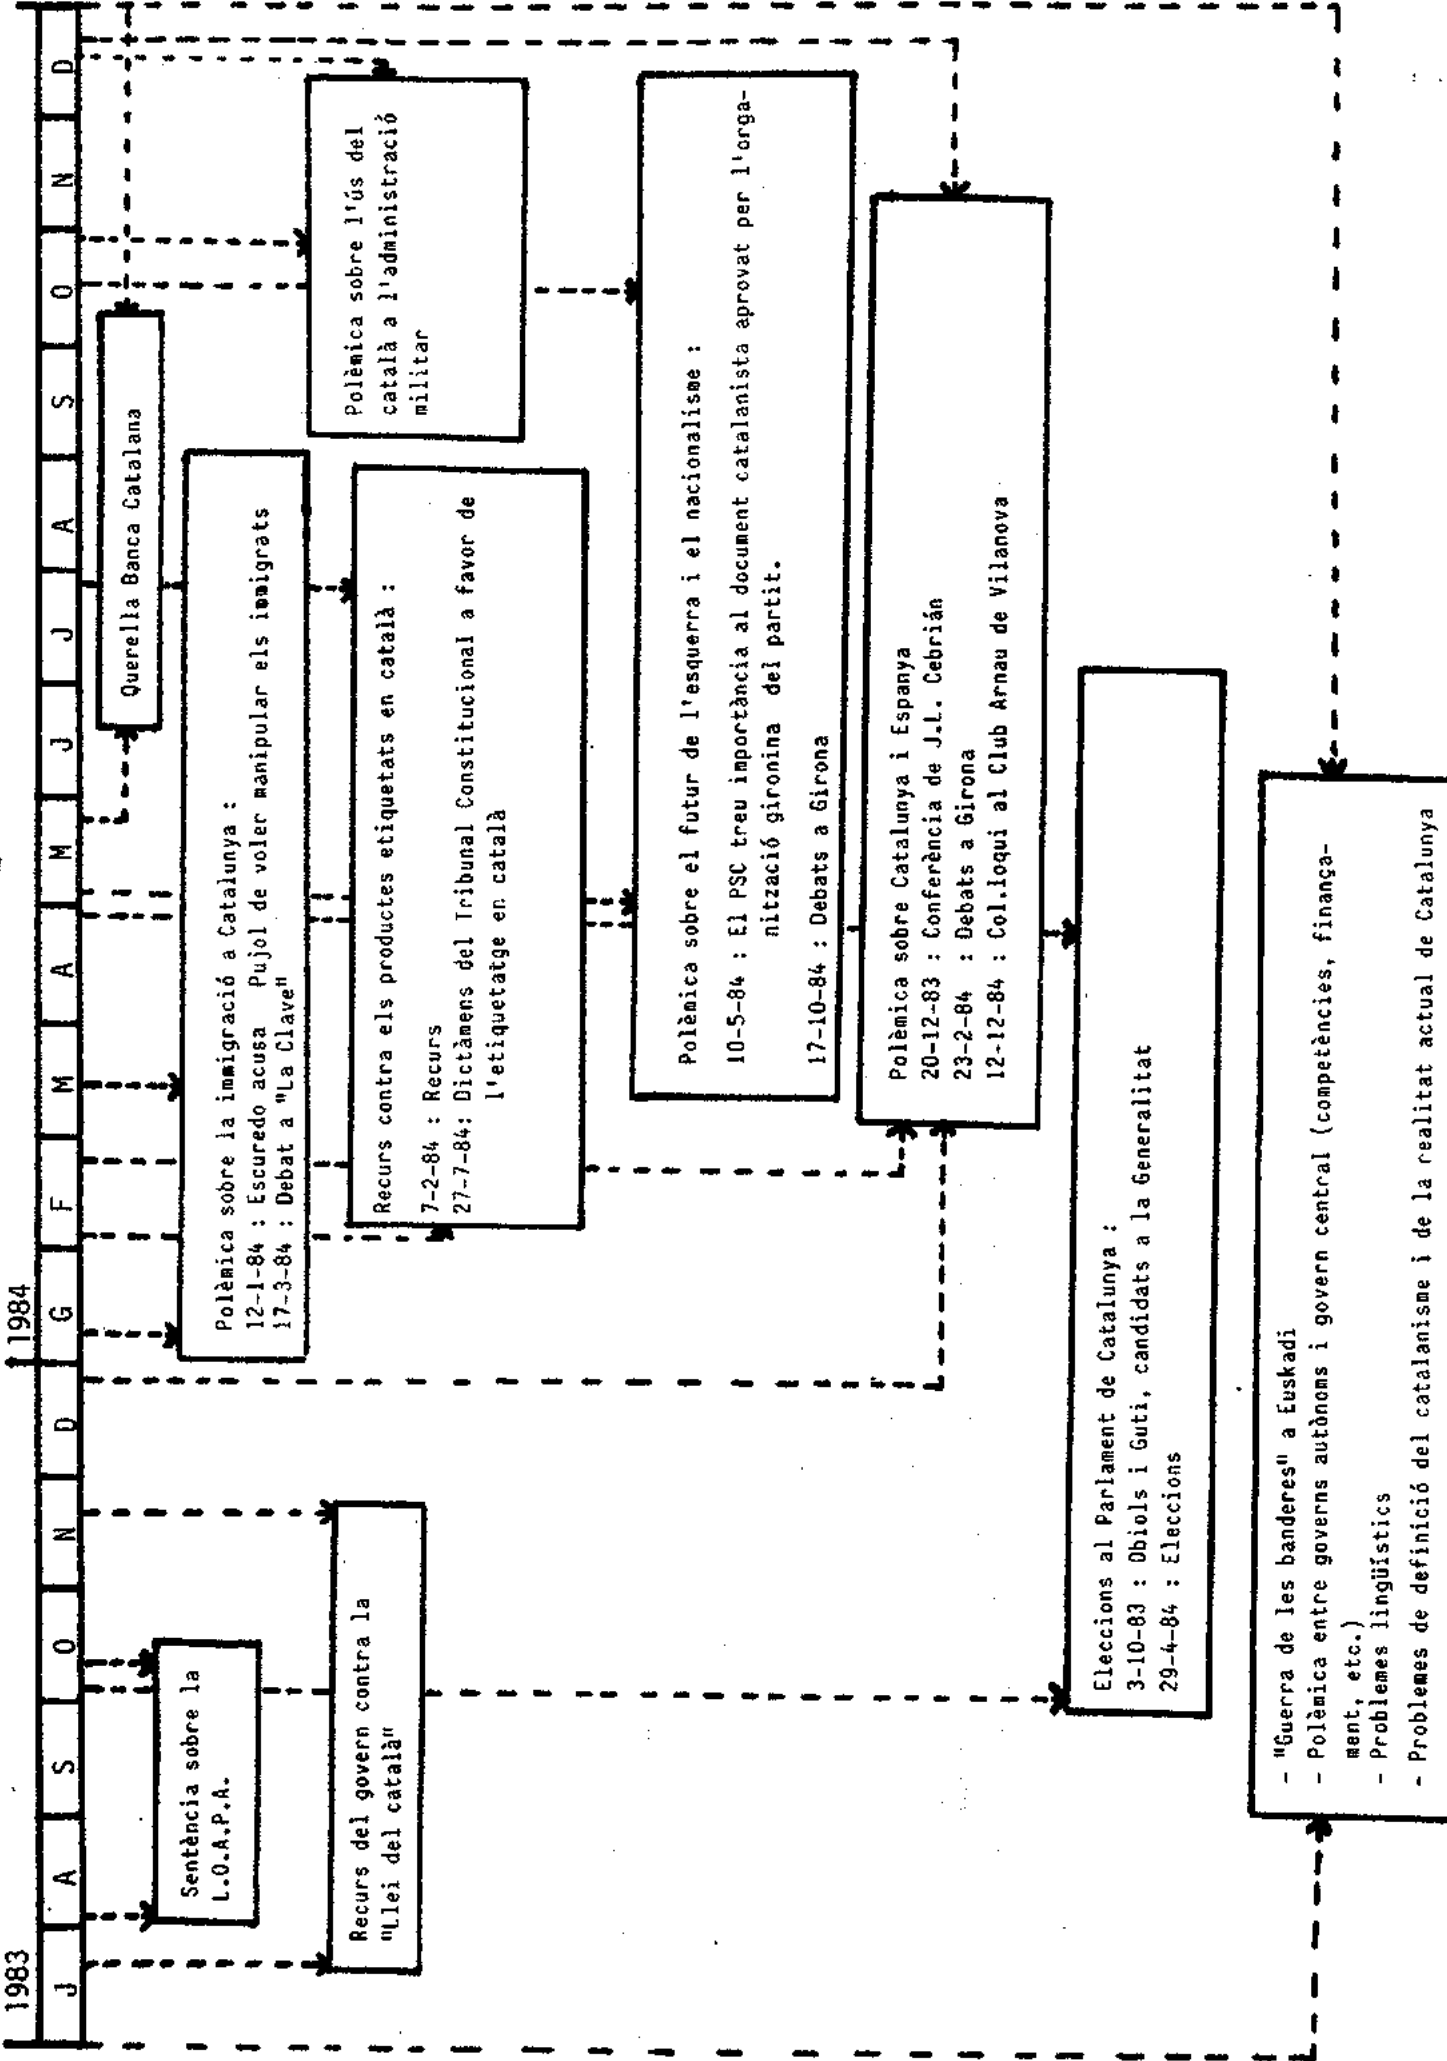 1983
1984
J A S O N D G F M A M J J A S O N D
Querella Banca Catalana
Sentència sobre la
L.O.A.P.A.
Polèmica sobre la immigració a Catalunya :
12-1-84 : Escuredo acusa Pujol de voler manipular els immigrats
17-3-84 : Debat a "La Clave"
Polèmica sobre l'ús del
català a l'administració
militar
Recurs del govern contra la
"Llei del català"
Recurs contra els productes etiquetats en català :
7-2-84 : Recurs
27-7-84: Dictàmens del Tribunal Constitucional a favor de
l'etiquetatge en català
Polèmica sobre el futur de l'esquerra i el nacionalisme :
10-5-84 : El PSC treu importància al document catalanista aprovat per l'orga-
nització gironina del partit.
17-10-84 : Debats a Girona
Polèmica sobre Catalunya i Espanya
20-12-83 : Conferència de J.L. Cebrián
23-2-84 : Debats a Girona
12-12-84 : Col.loqui al Club Arnau de Vilanova
Eleccions al Parlament de Catalunya :
3-10-83 : Obiols i Guti, candidats a la Generalitat
29-4-84 : Eleccions
- "Guerra de les banderes" a Euskadi
- Polèmica entre governs autònoms i govern central (competències, finança-
ment, etc.)
- Problemes lingüístics
- Problemes de definició del catalanisme i de la realitat actual de Catalunya